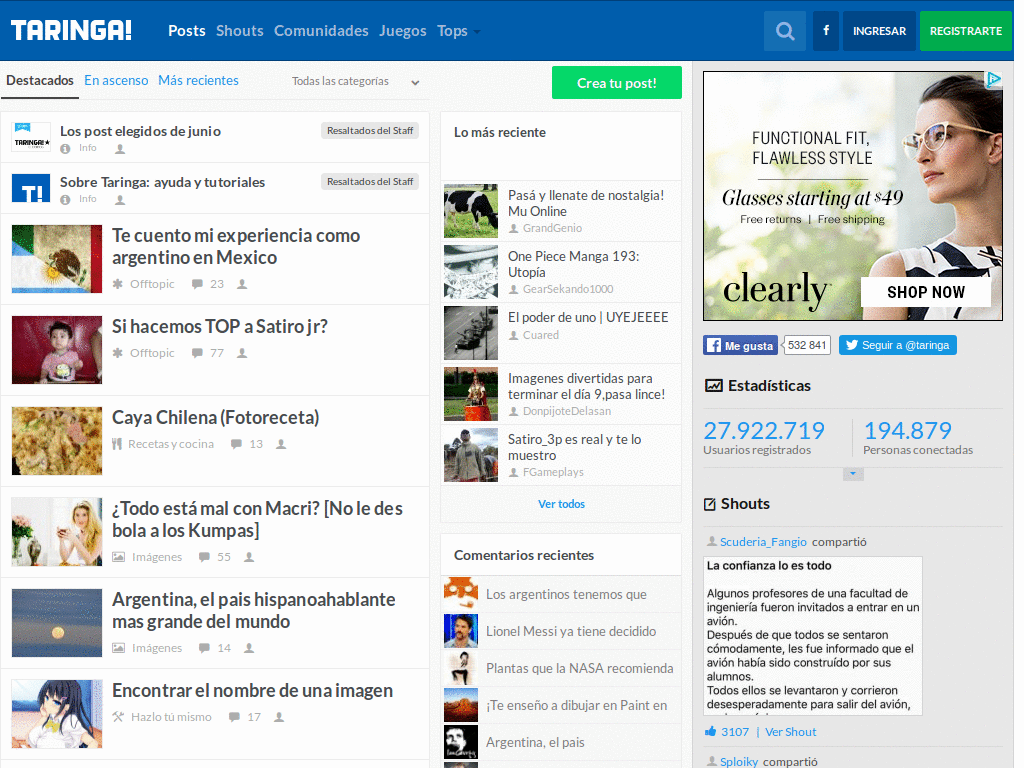 TARINGA!
Posts Shouts Comunidades Juegos Tops
f
INGRESAR
REGISTRARTE
Destacados En ascenso Más recientes
Todas las categorías
Crea tu post!
Los post elegidos de junio
Resaltados del Staff
Info
Sobre Taringa: ayuda y tutoriales
Resaltados del Staff
Info
Te cuento mi experiencia como
argentino en Mexico
Offtopic 23
Si hacemos TOP a Satiro jr?
Offtopic 77
Caya Chilena (Fotoreceta)
Recetas y cocina 13
¿Todo está mal con Macri? [No le des
bola a los Kumpas]
Imágenes 55
Argentina, el pais hispanoahablante
mas grande del mundo
Imágenes 14
Encontrar el nombre de una imagen
Hazlo tú mismo 17
Lo más reciente
Pasá y llenate de nostalgia!
Mu Online
GrandGenio
One Piece Manga 193:
Utopía
GearSekando1000
El poder de uno | UYEJEEEE
Cuared
Imagenes divertidas para
terminar el día 9,pasa lince!
DonpijoteDelasan
Satiro_3p es real y te lo
muestro
FGameplays
Ver todos
Comentarios recientes
Los argentinos tenemos que
Lionel Messi ya tiene decidido
Plantas que la NASA recomienda
¡Te enseño a dibujar en Paint en
Argentina, el pais
FUNCTIONAL FIT,
FLAWLESS STYLE
Glasses starting at $49
Free returns | Free shipping
clearly
SHOP NOW
Me gusta 532 841
Seguir a @taringa
Estadísticas
27.922.719
Usuarios registrados
194.879
Personas conectadas
Shouts
Scuderia_Fangio compartió
La confianza lo es todo
Algunos profesores de una facultad de
ingeniería fueron invitados a entrar en un
avión.
Después de que todos se sentaron
cómodamente, les fue informado que el
avión había sido construído por sus
alumnos.
Todos ellos se levantaron y corrieron
desesperadamente para salir del avión,
3107 | Ver Shout
Sploiky compartió